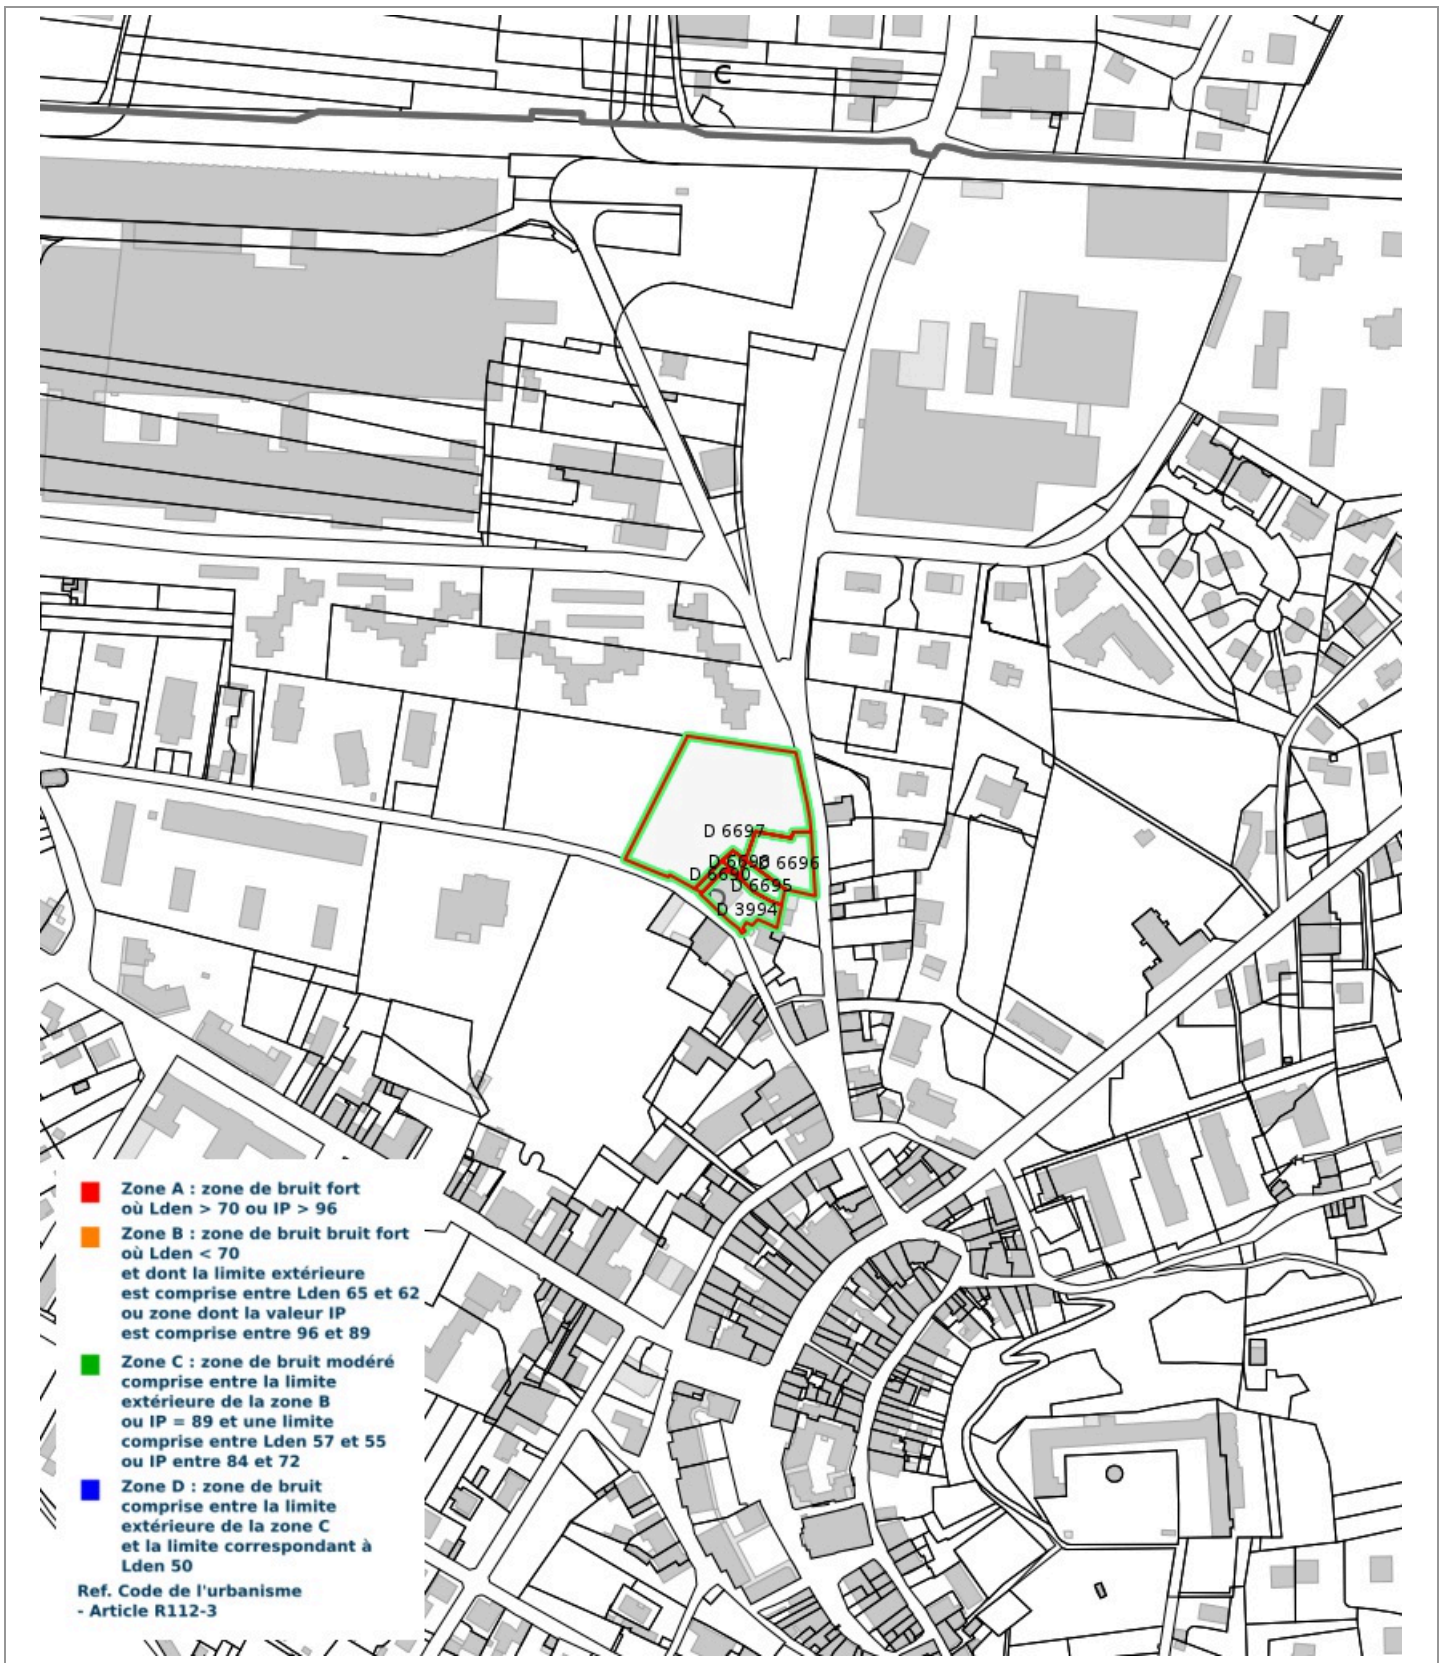 C
D 6697
D 6696
D 6695
D 3994
Zone A : zone de bruit fort
où Lden > 70 ou IP > 96
Zone B : zone de bruit bruit fort
où Lden < 70
et dont la limite extérieure
est comprise entre Lden 65 et 62
ou zone dont la valeur IP
est comprise entre 96 et 89
Zone C : zone de bruit modéré
comprise entre la limite
extérieure de la zone B
ou IP = 89 et une limite
comprise entre Lden 57 et 55
ou IP entre 84 et 72
Zone D : zone de bruit
comprise entre la limite
extérieure de la zone C
et la limite correspondant à
Lden 50
Ref. Code de l'urbanisme
- Article R112-3